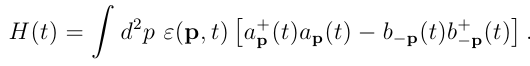 $$H(t) = \int d^2p \ \varepsilon(\mathbf{p}, t) \left[ a^+_{\mathbf{p}}(t) a_{\mathbf{p}}(t) - b_{-\mathbf{p}}(t) b^+_{-\mathbf{p}}(t) \right].$$